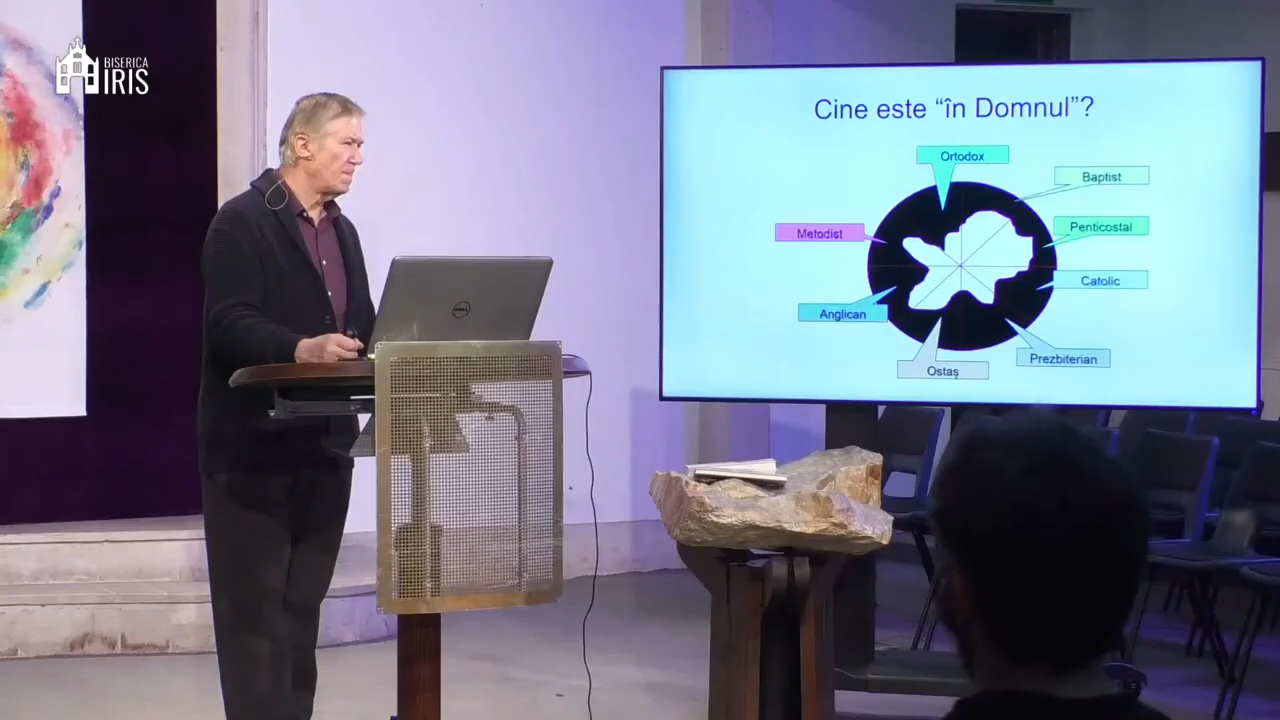 BISERICA
IRIS
Cine este “în Domnul”?
Ortodox
Baptist
Penticostal
Metodist
Catolic
Anglican
Prezbiterian
Ostaș
DELL